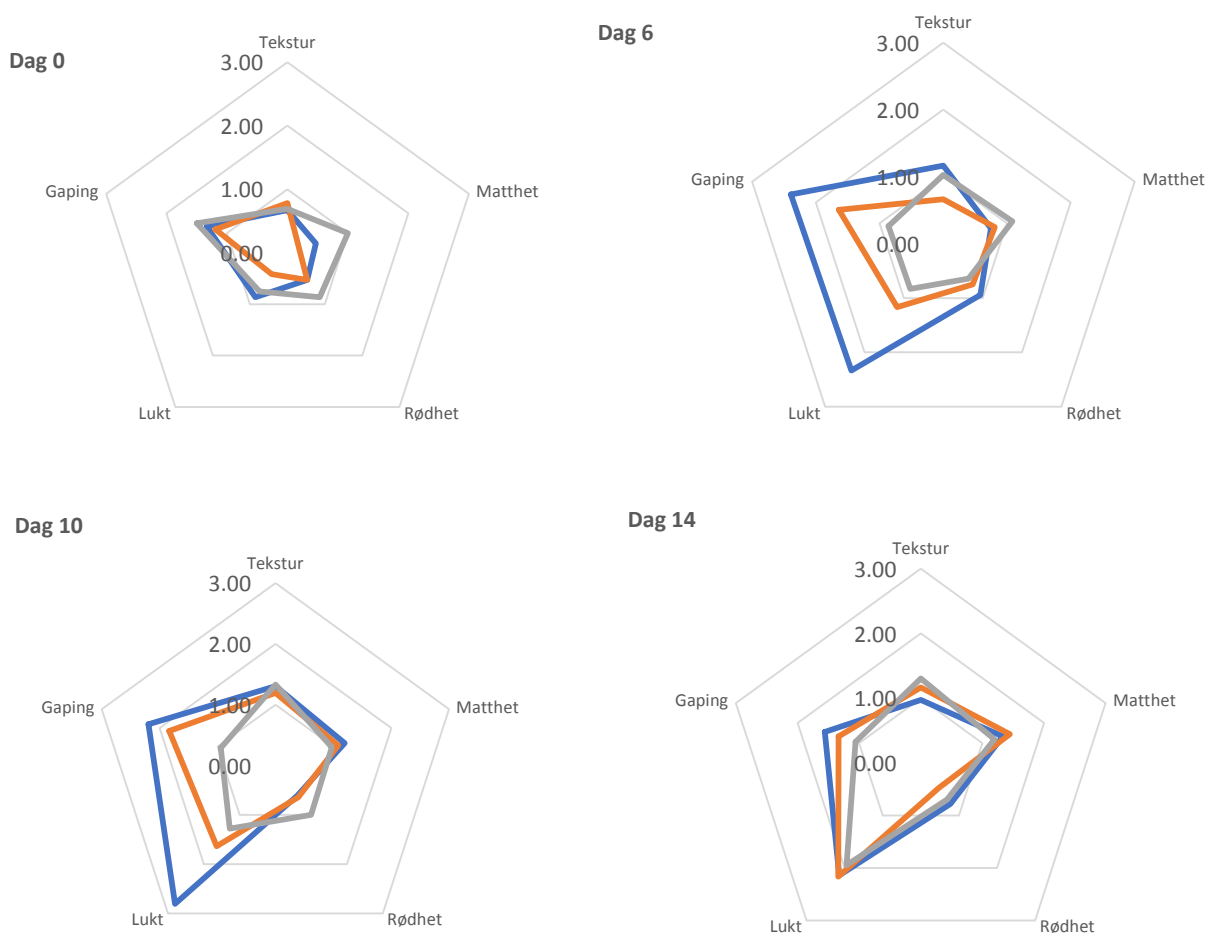 Dag 0
Tekstur
3.00
2.00
1.00
0.00
Gaping
Matthet
Lukt
Rødhet
Dag 6
Tekstur
3.00
2.00
1.00
0.00
Gaping
Matthet
Lukt
Rødhet
Dag 10
Tekstur
3.00
2.00
1.00
0.00
Gaping
Matthet
Lukt
Rødhet
Dag 14
Tekstur
3.00
2.00
1.00
0.00
Gaping
Matthet
Lukt
Rødhet